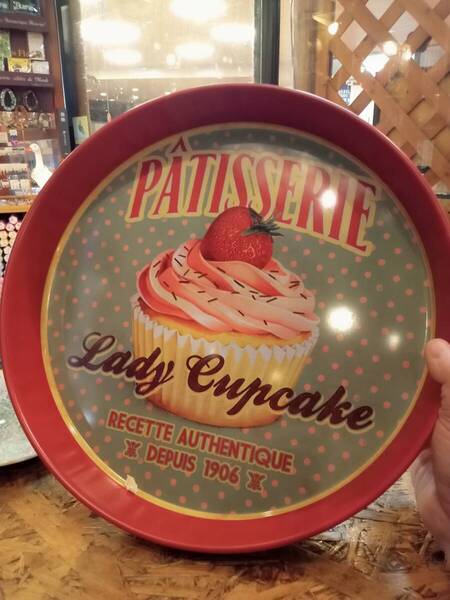 PÂTISSERIE
Lady Cupcake
RECETTE AUTHENTIQUE
DEPUIS 1906